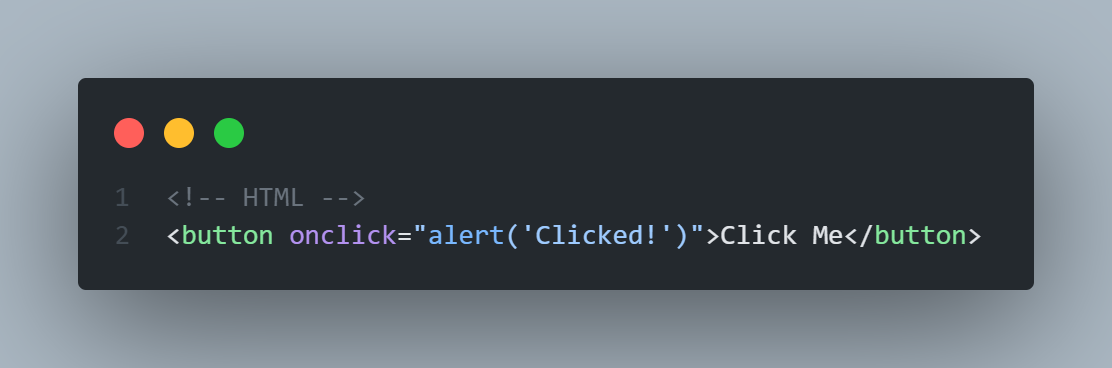 1 <!-- HTML -->
2 <button onclick="alert('Clicked!')">Click Me</button>